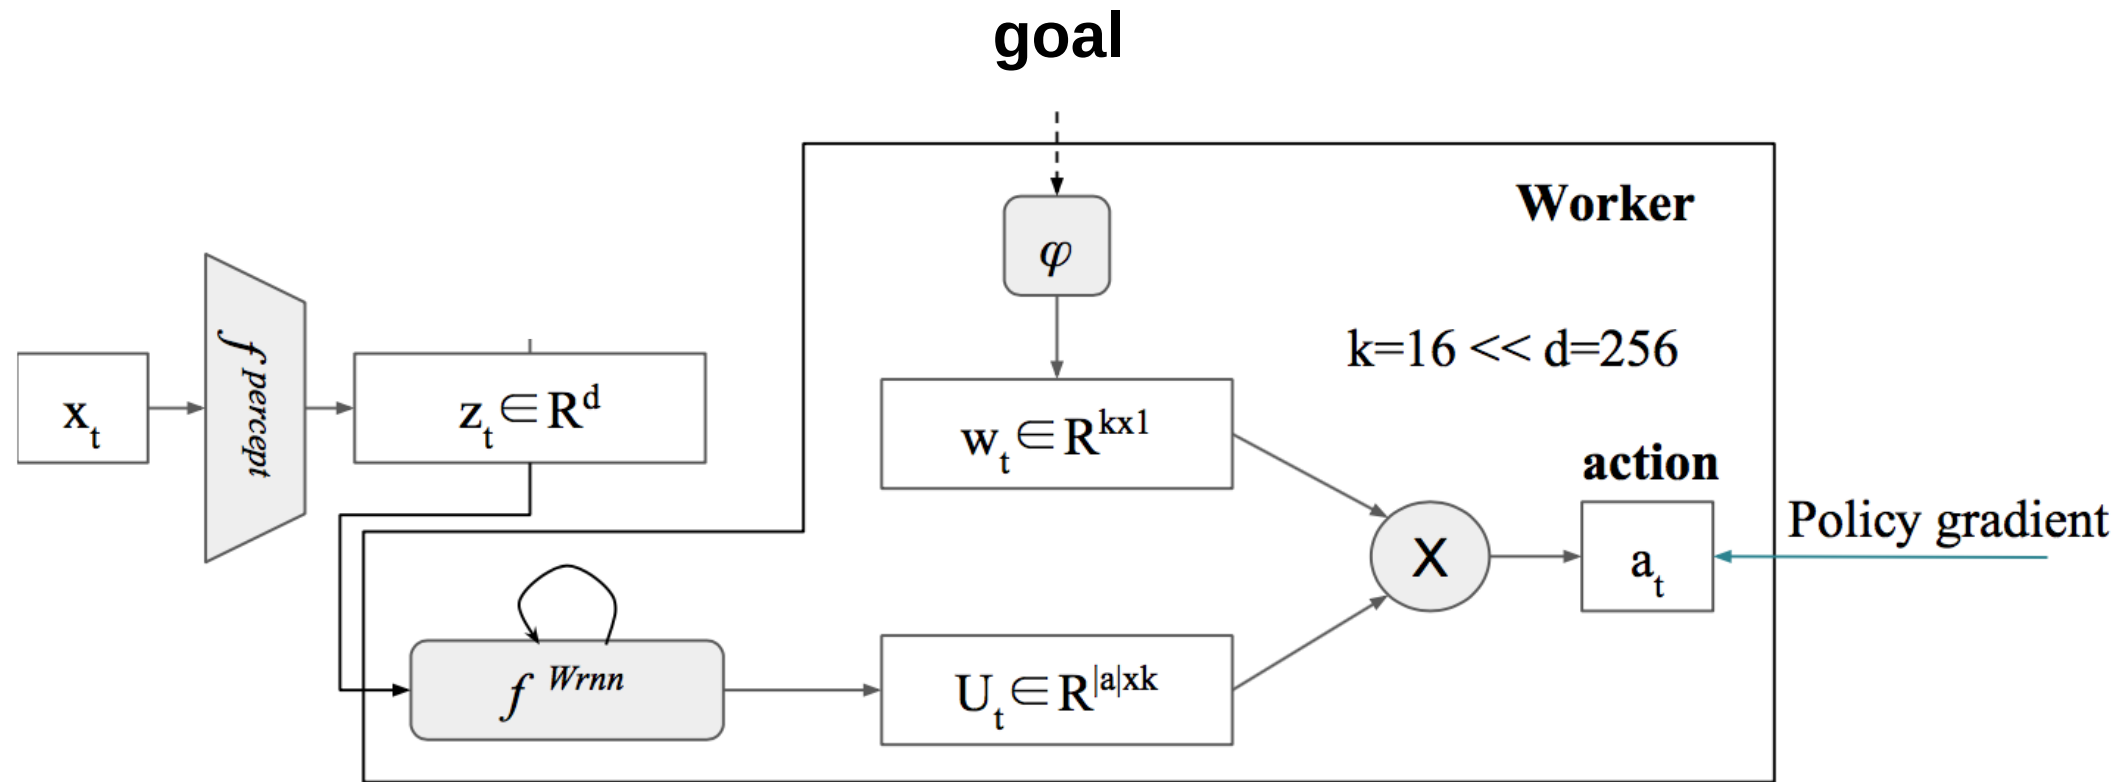 goal
Worker
φ
k=16 << d=256
x_t
f^percept
z_t ∈ R^d
w_t ∈ R^kx1
action
Policy gradient
X
a_t
f^Wrnn
U_t ∈ R^|a|xk